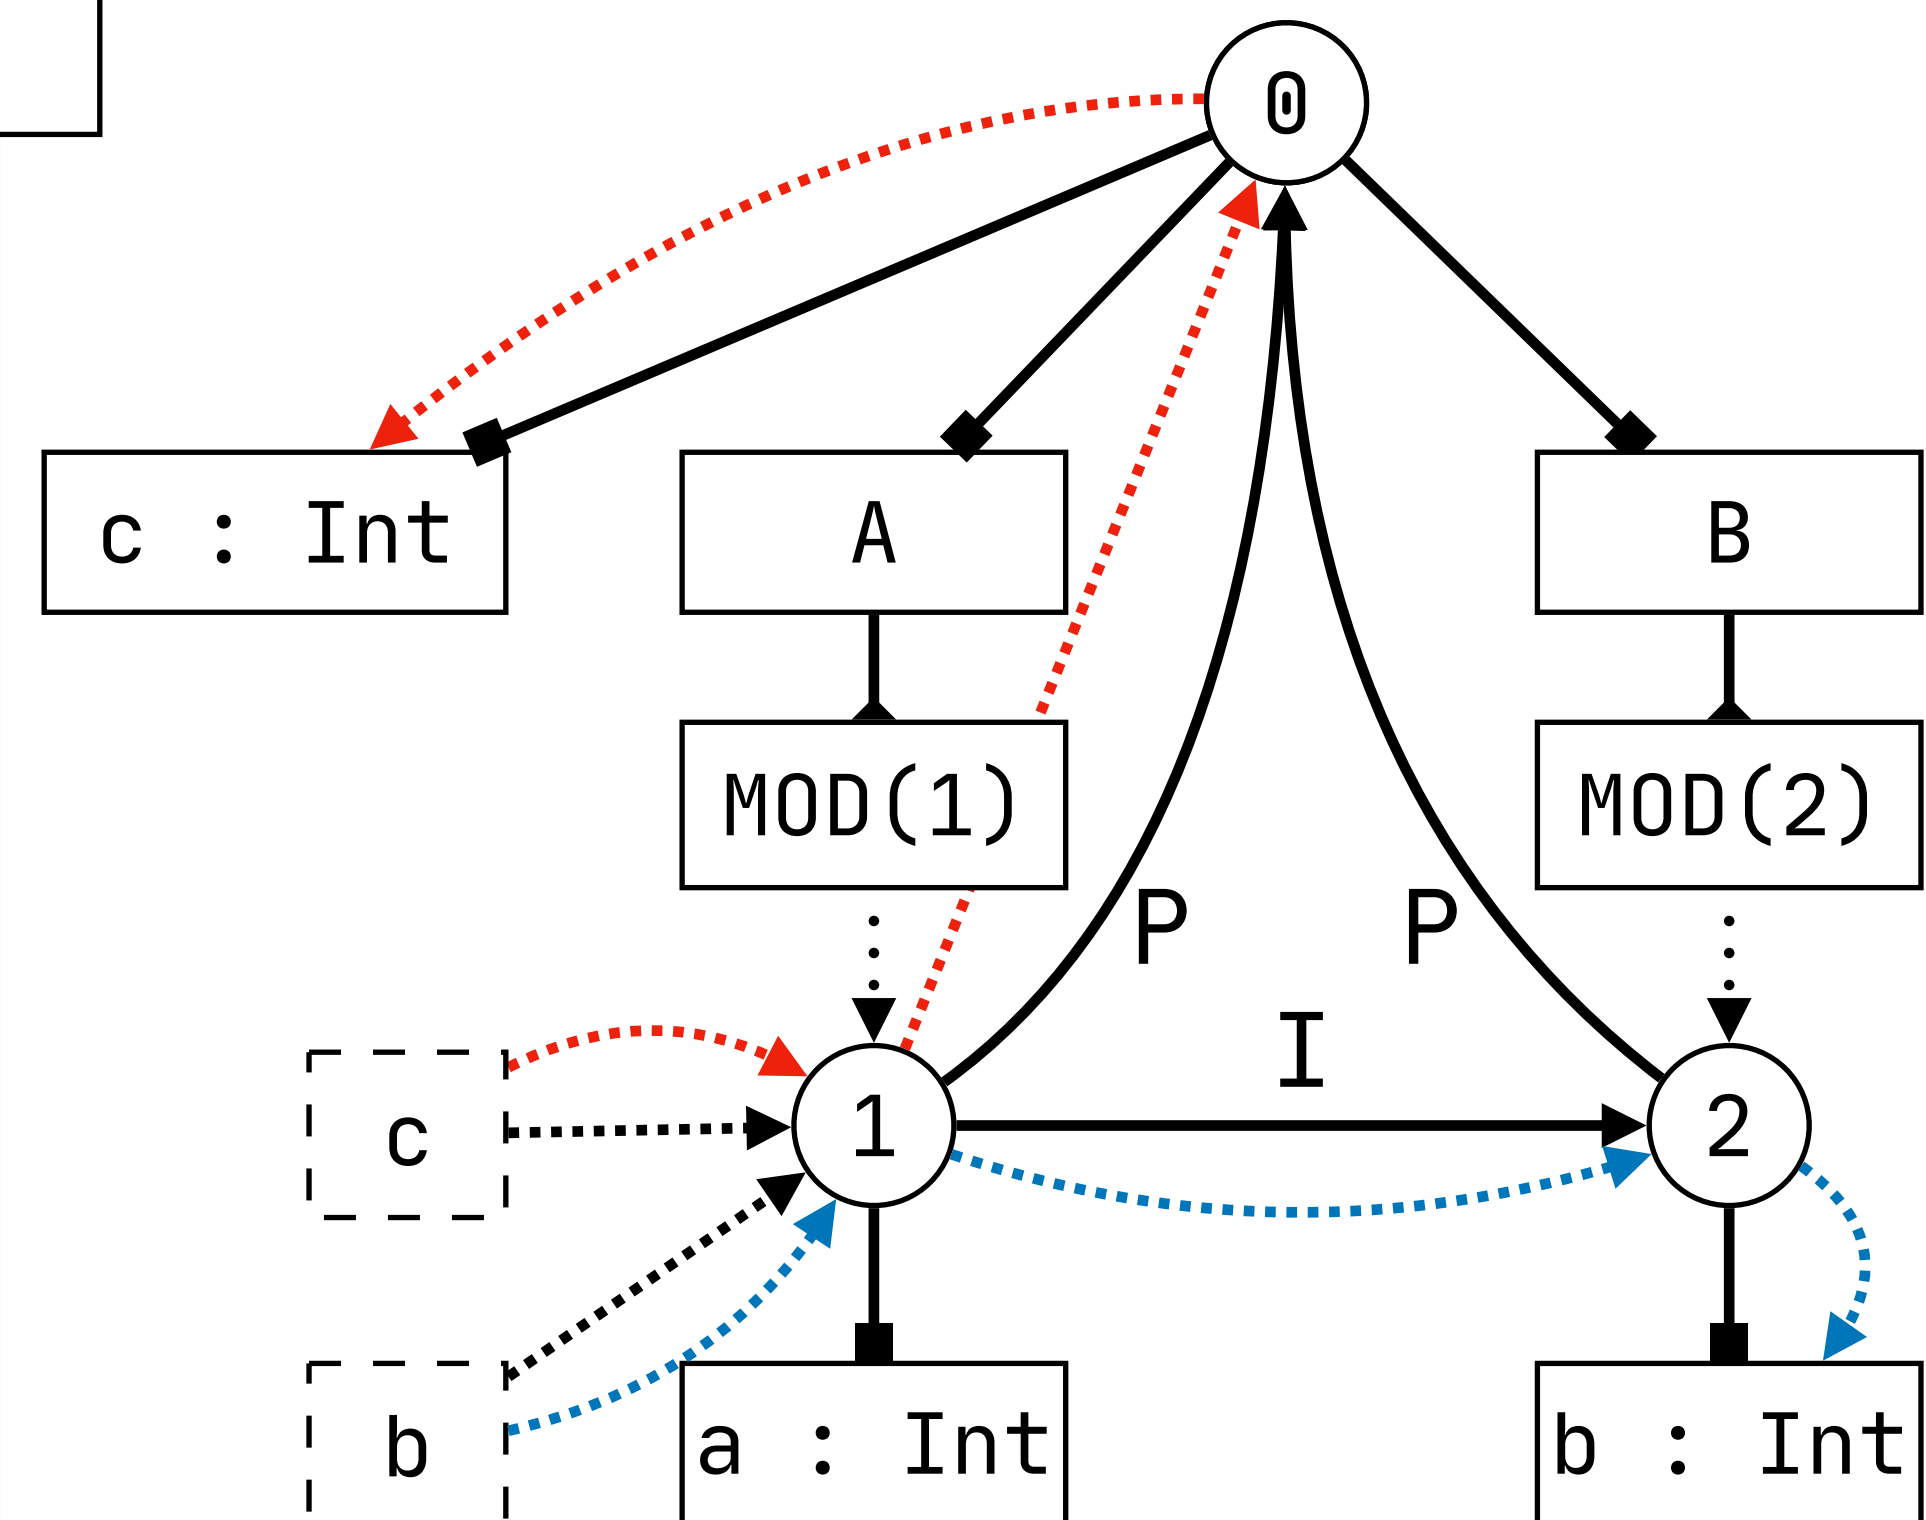 0
c : Int
A
B
MOD(1)
MOD(2)
P
P
I
c
1
2
b
a : Int
b : Int